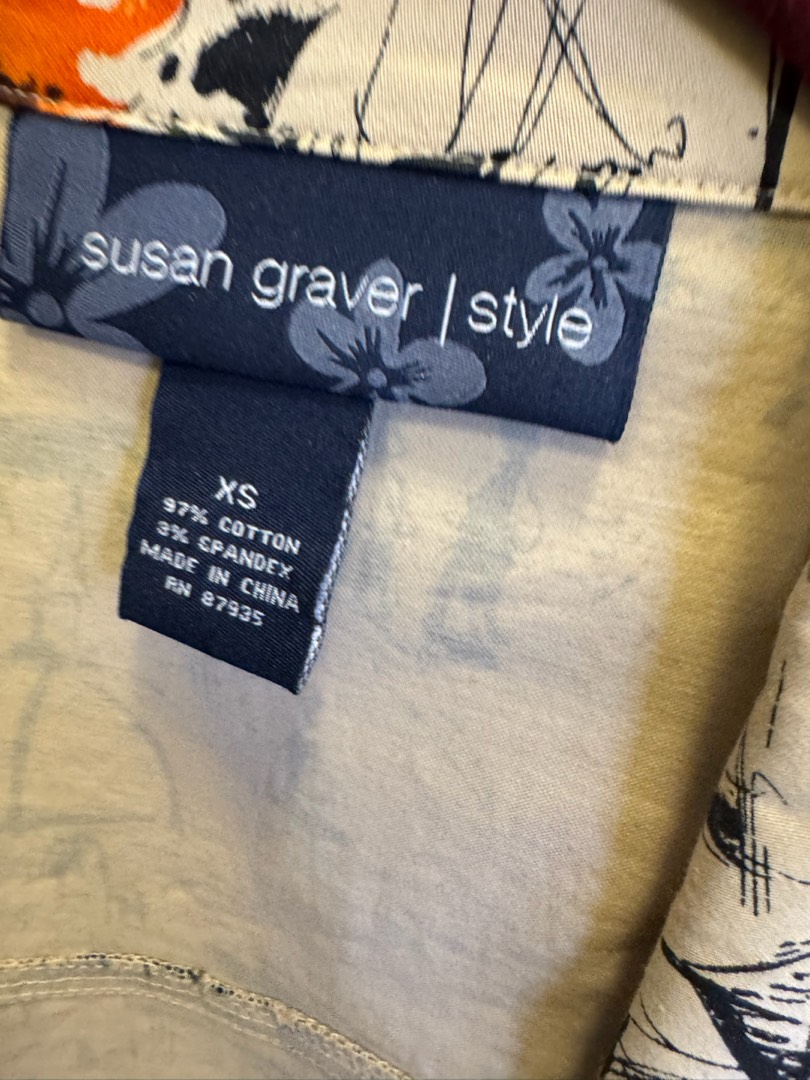 susan graver | style
XS
97% COTTON
3% SPANDEX
MADE IN CHINA
RN 87935